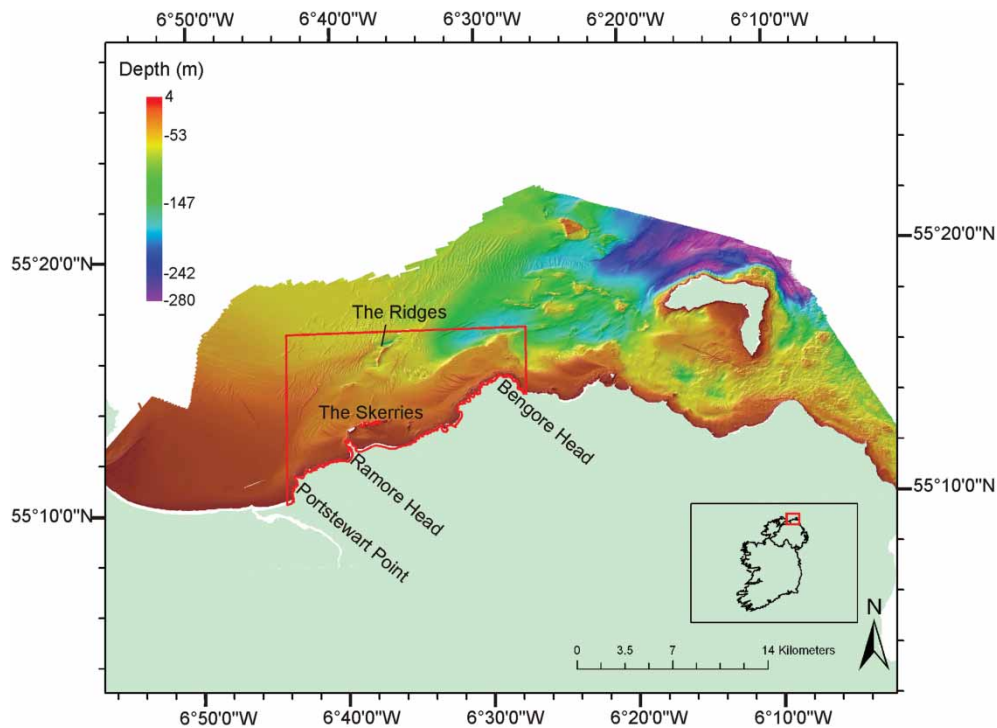 6°50'0"W 6°40'0"W 6°30'0"W 6°20'0"W 6°10'0"W
Depth (m)
4
-53
-147
-242
-280
55°20'0"N
55°20'0"N
The Ridges
The Skerries
Bengore Head
Ramore Head
Portstewart Point
55°10'0"N
55°10'0"N
N
0 3.5 7 14 Kilometers
6°50'0"W 6°40'0"W 6°30'0"W 6°20'0"W 6°10'0"W